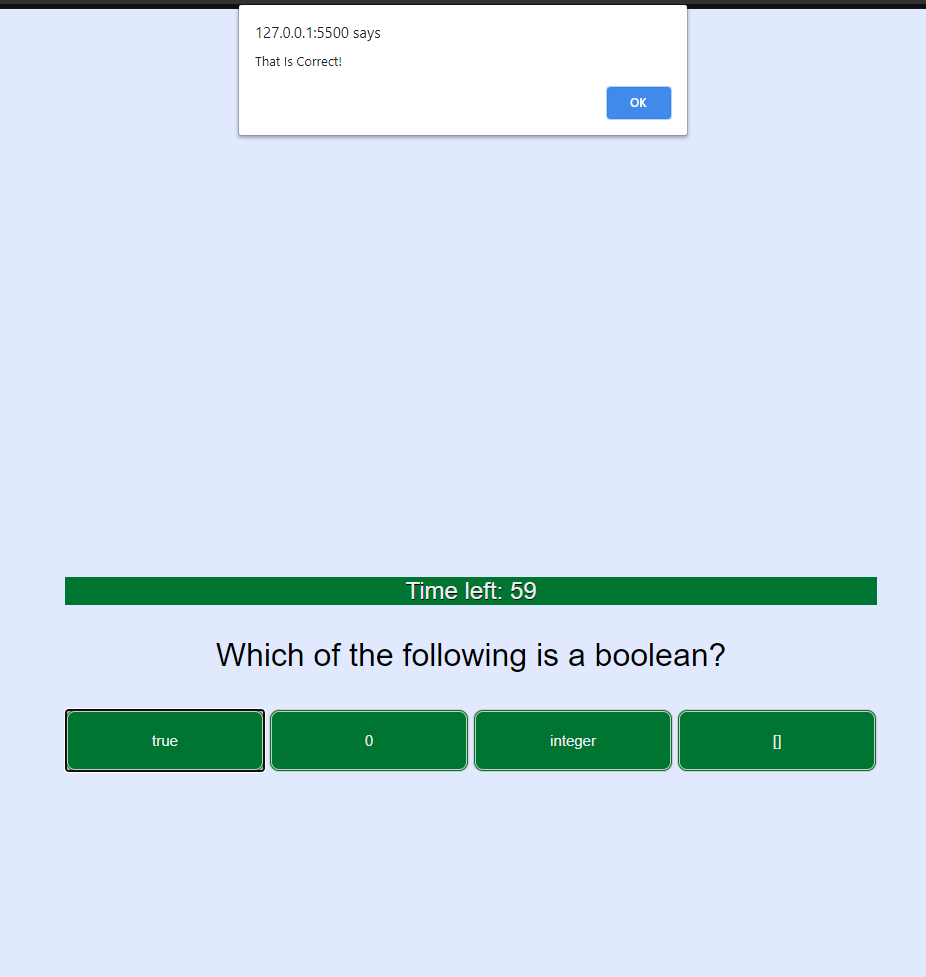 127.0.0.1:5500 says
That Is Correct!
OK
Time left: 59
Which of the following is a boolean?
true
0
integer
[]